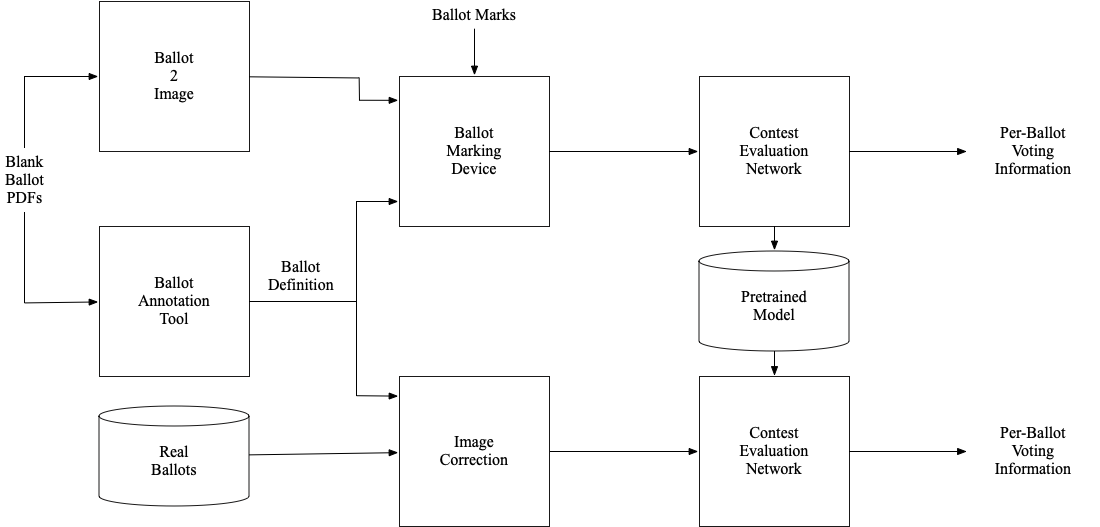 Ballot Marks
Ballot
2
Image
Blank
Ballot
PDFs
Ballot
Marking
Device
Contest
Evaluation
Network
Per-Ballot
Voting
Information
Ballot
Annotation
Tool
Ballot
Definition
Pretrained
Model
Real
Ballots
Image
Correction
Contest
Evaluation
Network
Per-Ballot
Voting
Information